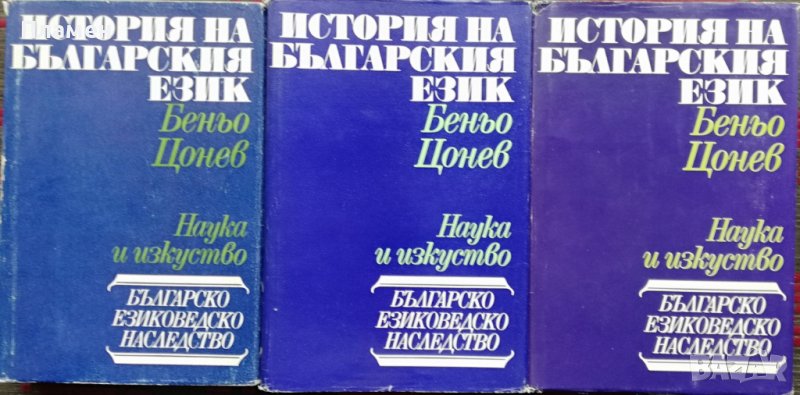 Пламен
ИСТОРИЯ НА
БЪЛГАРСКИЯ
ЕЗИК
Беньо
Цонев
Наука
и изкуство
БЪЛГАРСКО
ЕЗИКОВЕДСКО
НАСЛЕДСТВО
ИСТОРИЯ НА
БЪЛГАРСКИЯ
ЕЗИК
Беньо
Цонев
Наука
и изкуство
БЪЛГАРСКО
ЕЗИКОВЕДСКО
НАСЛЕДСТВО
ИСТОРИЯ НА
БЪЛГАРСКИЯ
ЕЗИК
Беньо
Цонев
Наука
и изкуство
БЪЛГАРСКО
ЕЗИКОВЕДСКО
НАСЛЕДСТВО